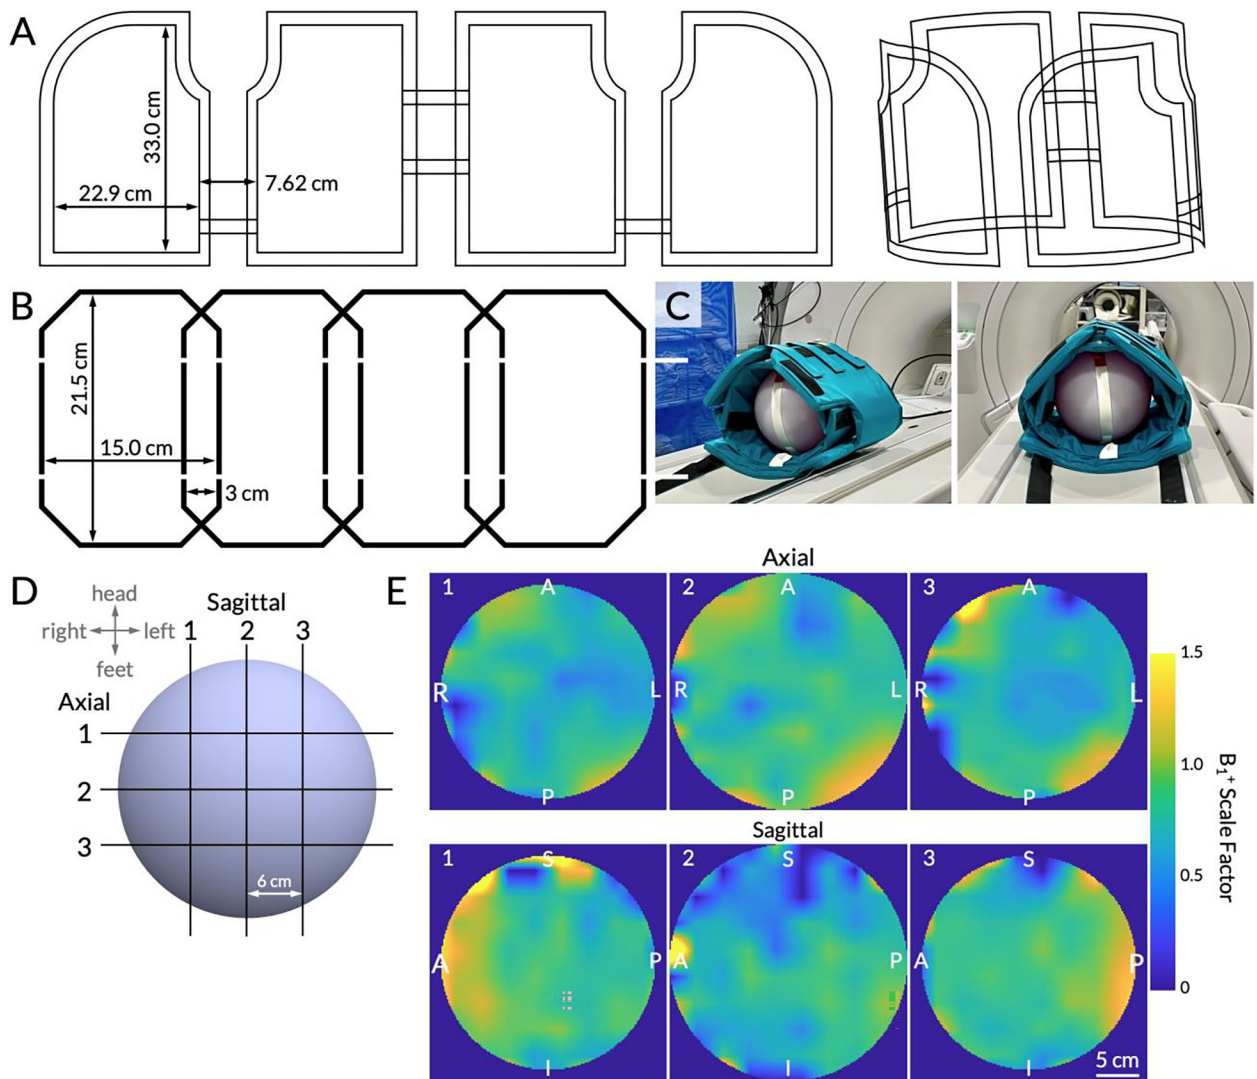 A
33.0 cm
22.9 cm
7.62 cm
B
21.5 cm
15.0 cm
3 cm
C
D
head
right left
feet
Sagittal
1 2 3
Axial
1
2
3
6 cm
E
Axial
1 A 2 A 3 A
R L R L R L
P P P
Sagittal
1 S 2 S 3 S
A P A P A P
I I I
5 cm
1.5
1.0
0.5
0
B1+ Scale Factor